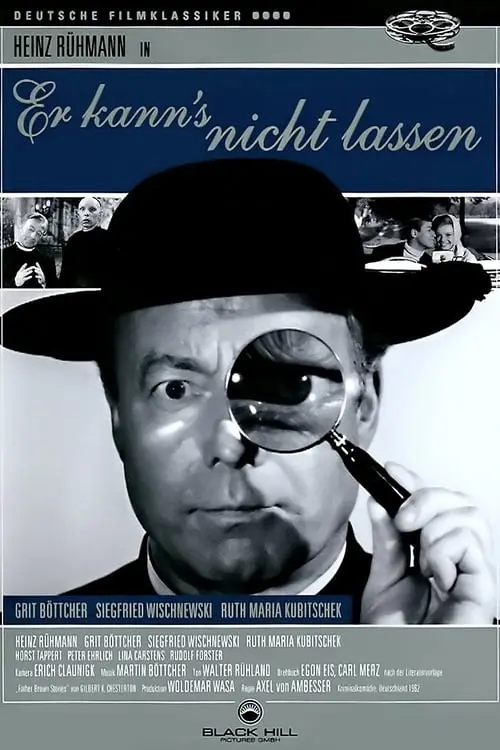 DEUTSCHE FILMKLASSIKER
HEINZ RÜHMANN IN
Er kann's
nicht lassen
GRIT BÖTTCHER SIEGFRIED WISCHNEWSKI RUTH MARIA KUBITSCHEK
HEINZ RÜHMANN GRIT BÖTTCHER SIEGFRIED WISCHNEWSKI RUTH MARIA KUBITSCHEK
HORST TAPPERT PETER EHRLICH LINA CARSTENS RUDOLF FORSTER
Kamera ERICH CLAUNIGK Musik MARTIN BÖTTCHER Ton WALTER RÜHLAND Drehbuch EGON EIS, CARL MERZ nach der Literaturvorlage
„Father Brown Stories" von GILBERT K. CHESTERTON Produktion WOLDEMAR WASA Regie AXEL von AMBESSER Kriminalkomödie, Deutschland 1962
BLACK HILL
PICTURES GMBH